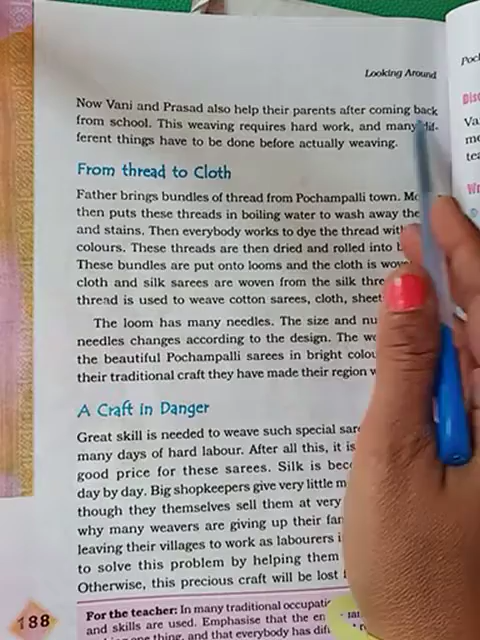 Looking Around
Now Vani and Prasad also help their parents after coming back
from school. This weaving requires hard work, and many dif-
ferent things have to be done before actually weaving.
From thread to Cloth
Father brings bundles of thread from Pochampalli town.
then puts these threads in boiling water to wash away the
and stains. Then everybody works to dye the thread
colours. These threads are then dried and rolled into
These bundles are put onto looms and the cloth is
cloth and silk sarees are woven from the silk
thread is used to weave cotton sarees, cloth,
The loom has many needles. The size and
needles changes according to the design. The
the beautiful Pochampalli sarees in bright
their traditional craft they have made their region
A Craft in Danger
Great skill is needed to weave such special
many days of hard labour. After all this, it is
good price for these sarees. Silk is
day by day. Big shopkeepers give very little
though they themselves sell them at very
why many weavers are giving up their
leaving their villages to work as labourers
to solve this problem by helping them
Otherwise, this precious craft will be lost
For the teacher: In many traditional
and skills are used. Emphasise that the
thing, and that everybody has
188